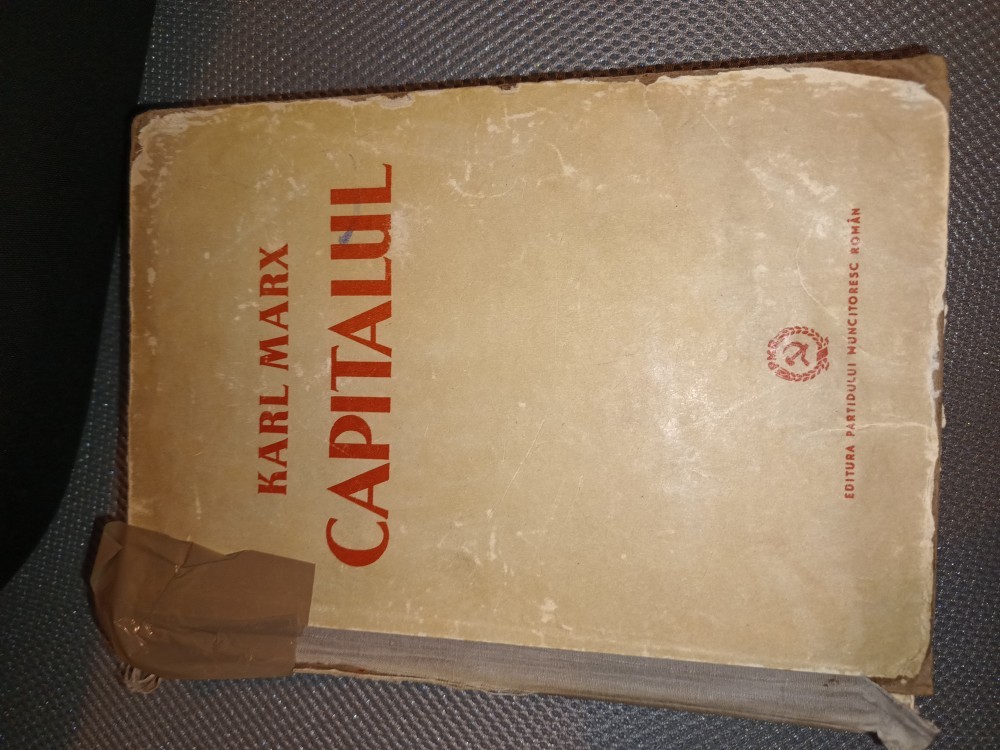 KARL MARX
CAPITALUL
EDITURA PARTIDULUI MUNCITORESC ROMÂN